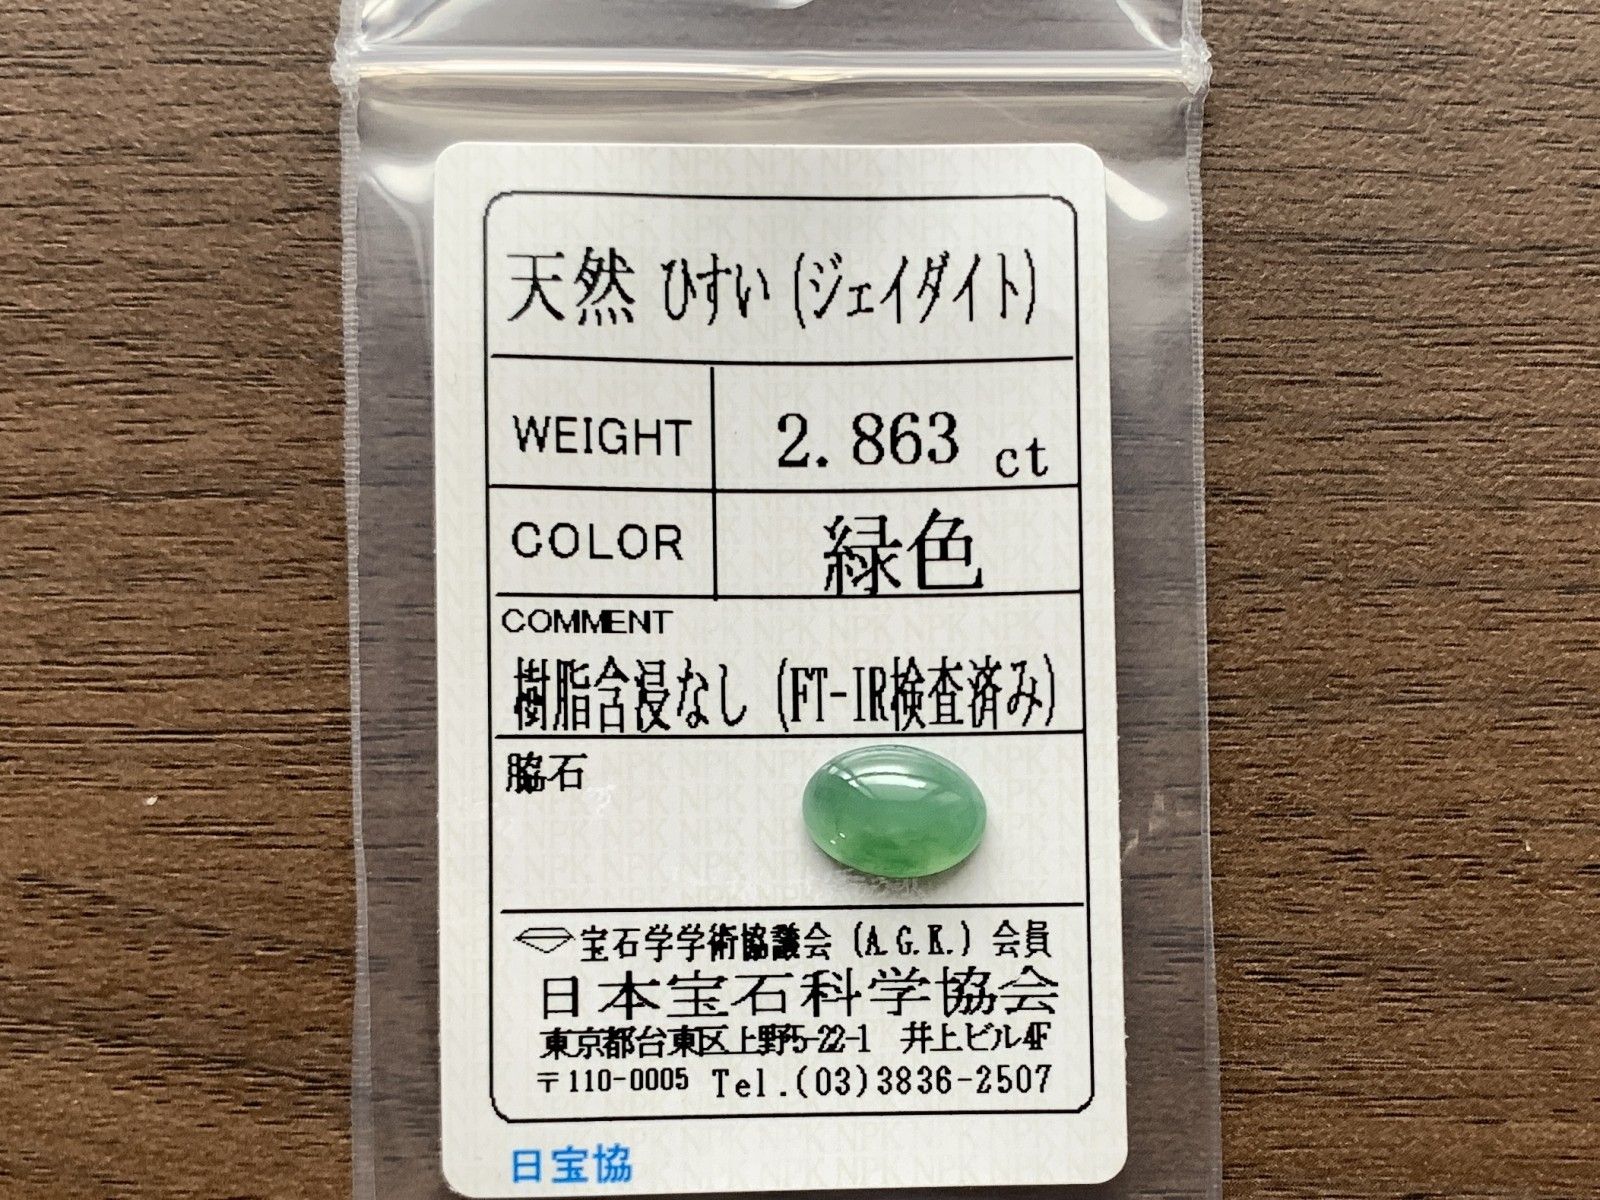 天然 ひすい (ジェイダイト)
WEIGHT 2.863 ct
COLOR 緑色
COMMENT
樹脂含浸なし (FT-IR検査済み)
脇石
宝石学学術協議会 (A.G.K.) 会員
日本宝石科学協会
東京都台東区上野5-22-1 井上ビル4F
〒110-0005 Tel.(03)3836-2507
日宝協